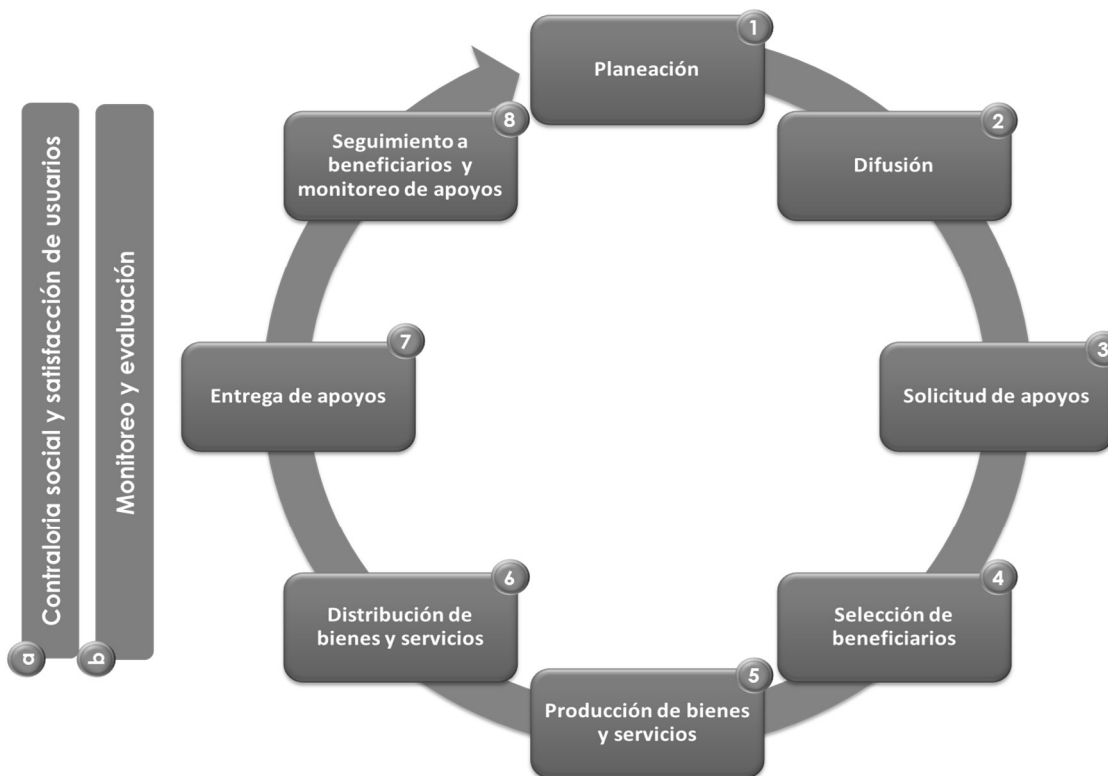 1
Planeación
2
Difusión
3
Solicitud de apoyos
4
Selección de
beneficiarios
5
Producción de bienes
y servicios
6
Distribución de
bienes y servicios
7
Entrega de apoyos
8
Seguimiento a
beneficiarios y
monitoreo de apoyos
a
Contraloria social y satisfacción de usuarios
b
Monitoreo y evaluación